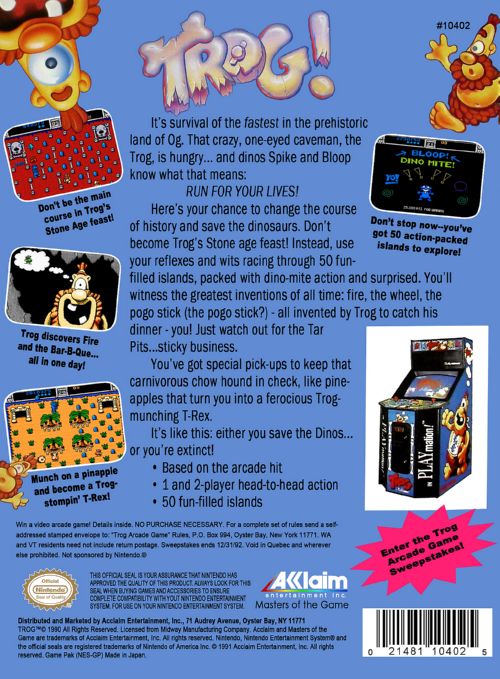 #10402
TROG!
It's survival of the fastest in the prehistoric
land of Og. That crazy, one-eyed caveman, the
Trog, is hungry... and dinos Spike and Bloop
know what that means:
RUN FOR YOUR LIVES!
Here's your chance to change the course
of history and save the dinosaurs. Don't
become Trog's Stone age feast! Instead, use
your reflexes and wits racing through 50 fun-
filled islands, packed with dino-mite action and surprised. You'll
witness the greatest inventions of all time: fire, the wheel, the
pogo stick (the pogo stick?) - all invented by Trog to catch his
dinner - you! Just watch out for the Tar
Pits...sticky business.
You've got special pick-ups to keep that
carnivorous chow hound in check, like pine-
apples that turn you into a ferocious Trog-
munching T-Rex.
It's like this: either you save the Dinos...
or you're extinct!
• Based on the arcade hit
• 1 and 2-player head-to-head action
• 50 fun-filled islands
Don't be the main
course in Trog's
Stone Age feast!
Trog discovers Fire
and the Bar-B-Que...
all in one day!
Munch on a pinapple
and become a Trog-
stompin' T-Rex!
BLOOP!
DINO MITE!
Don't stop now--you've
got 50 action-packed
islands to explore!
PLAYmation!
IN PLAYmation!™
Enter the Trog
Arcade Game
Sweepstakes!
Win a video arcade game! Details inside. NO PURCHASE NECESSARY. For a complete set of rules send a self-
addressed stamped envelope to: "Trog Arcade Game" Rules, P.O. Box 994, Oyster Bay, New York 11771. WA
and VT residents need not include return postage. Sweepstakes ends 12/31/92. Void in Quebec and wherever
else prohibited. Not sponsored by Nintendo.®
Official
Nintendo
Seal of Quality
THIS OFFICIAL SEAL IS YOUR ASSURANCE THAT NINTENDO HAS
APPROVED THE QUALITY OF THIS PRODUCT. ALWAYS LOOK FOR THIS
SEAL WHEN BUYING GAMES AND ACCESSORIES TO ENSURE
COMPLETE COMPATIBILITY WITH YOUT NINTENDO ENTERTAINMENT
SYSTEM. FOR USE ON YOUR NINTENDO ENTERTAINMENT SYSTEM.
AKKlaim
entertainment inc.
Masters of the Game
Distributed and Marketed by Acclaim Entertainment, Inc., 71 Audrey Avenue, Oyster Bay, NY 11771
TROG™© 1990 All Rights Reserved. Licensed from Midway Manufacturing Company. Acclaim and Masters of the
Game are trademarks of Acclaim Entertainment, Inc. All rights reserved. Nintendo, Nintendo Entertainment System® and
the official seals are registered trademarks of Nintendo of America Inc. © 1991 Acclaim Entertainment, Inc. All rights
reserved. Game Pak (NES-GP) Made in Japan.
0 21481 10402 5